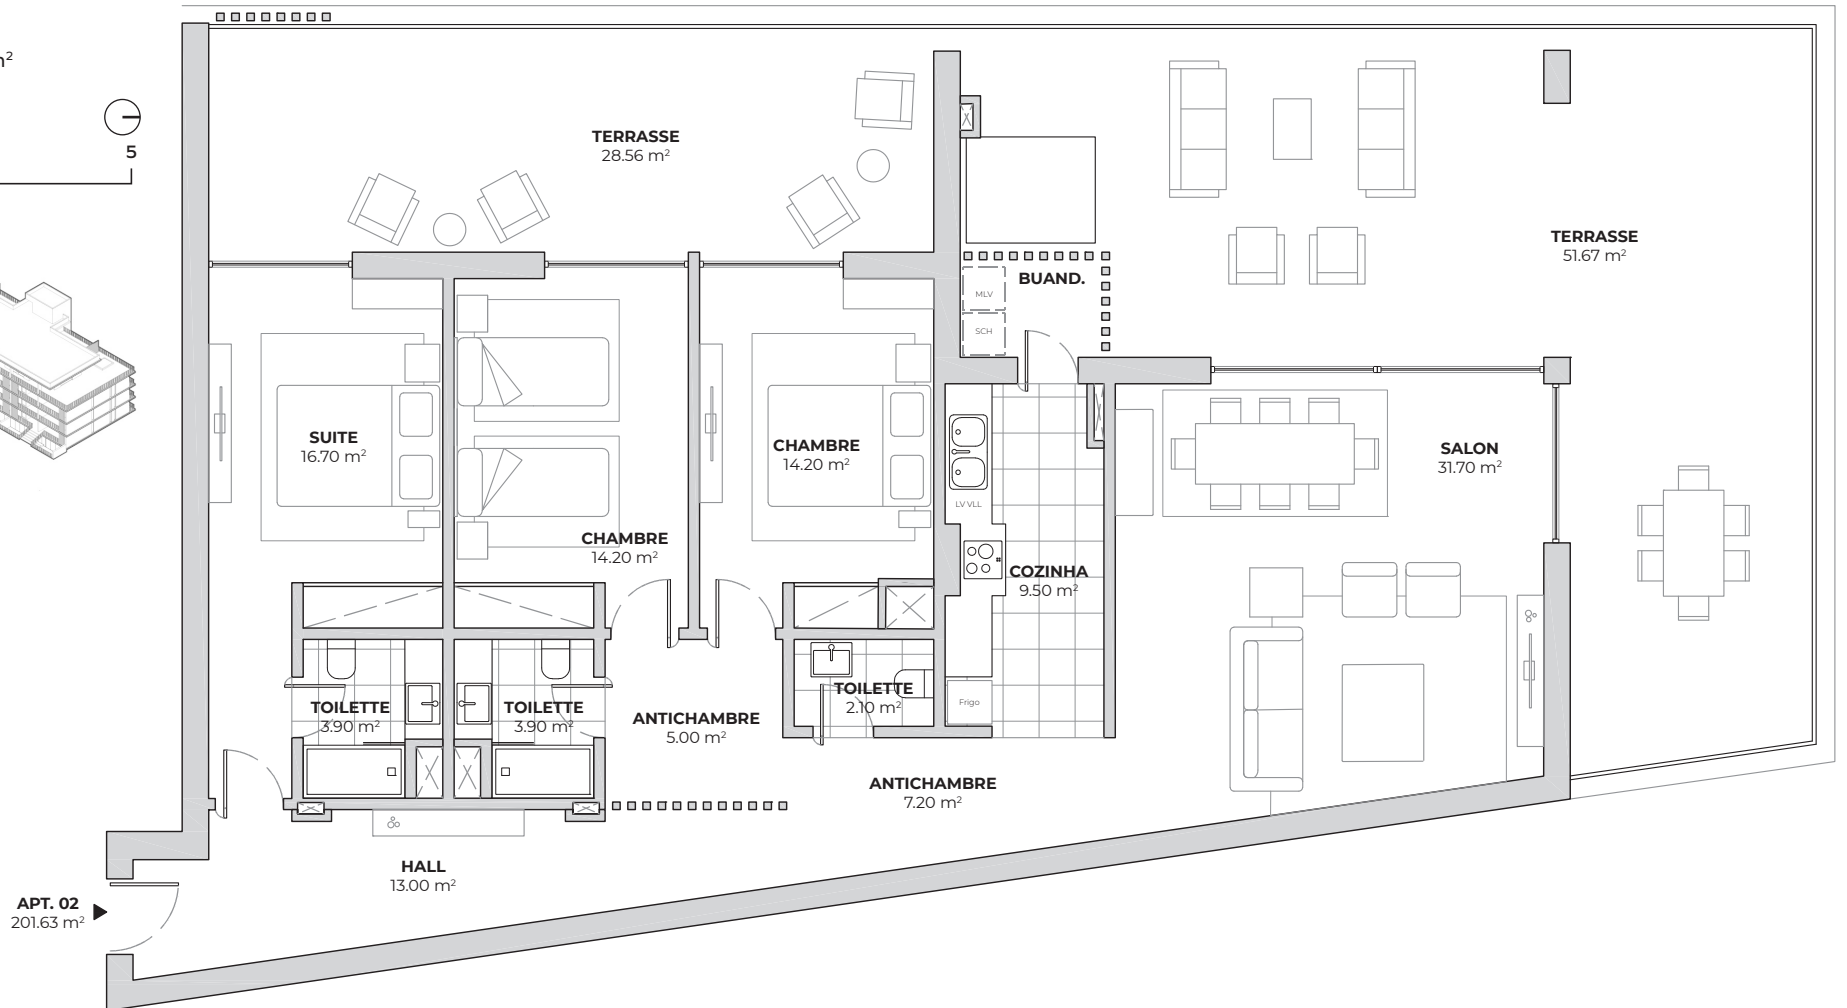 m²
5
TERRASSE
28.56 m²
TERRASSE
51.67 m²
BUAND.
MLV
SCH
SUITE
16.70 m²
CHAMBRE
14.20 m²
SALON
31.70 m²
LV VLL
CHAMBRE
14.20 m²
COZINHA
9.50 m²
TOILETTE
3.90 m²
TOILETTE
3.90 m²
ANTICHAMBRE
5.00 m²
TOILETTE
2.10 m²
Frigo
ANTICHAMBRE
7.20 m²
HALL
13.00 m²
APT. 02
201.63 m²